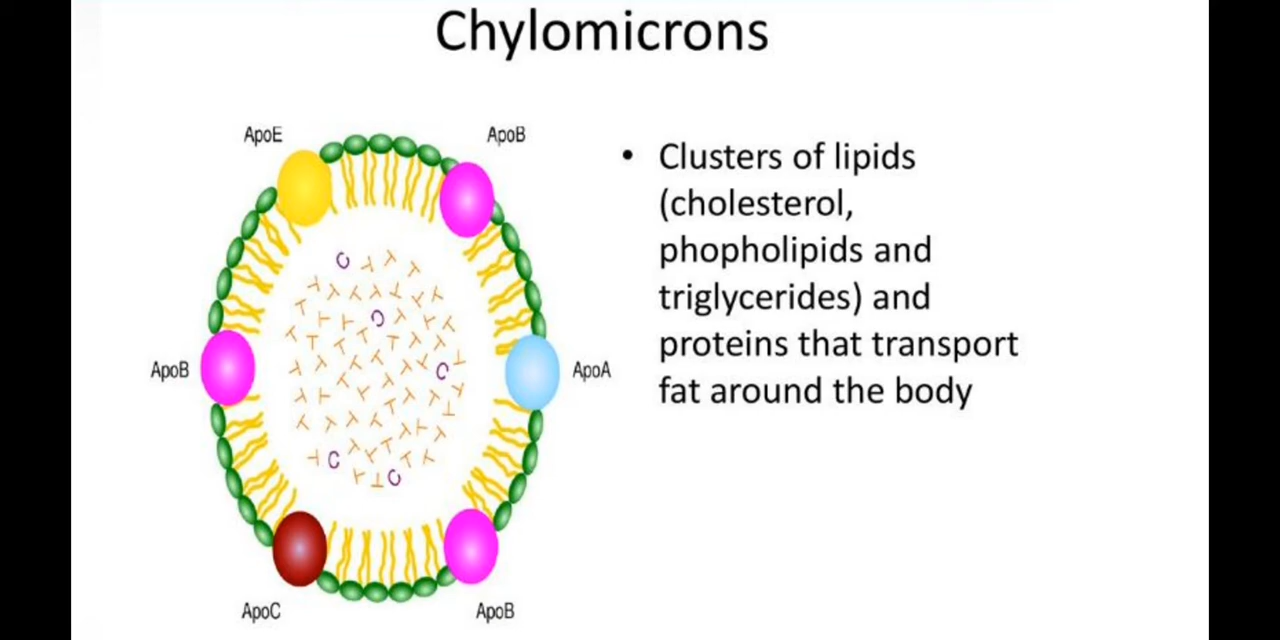 Chylomicrons
ApoE
ApoB
• Clusters of lipids
(cholesterol,
phopholipids and
triglycerides) and
proteins that transport
fat around the body
ApoB
ApoA
ApoC
ApoB